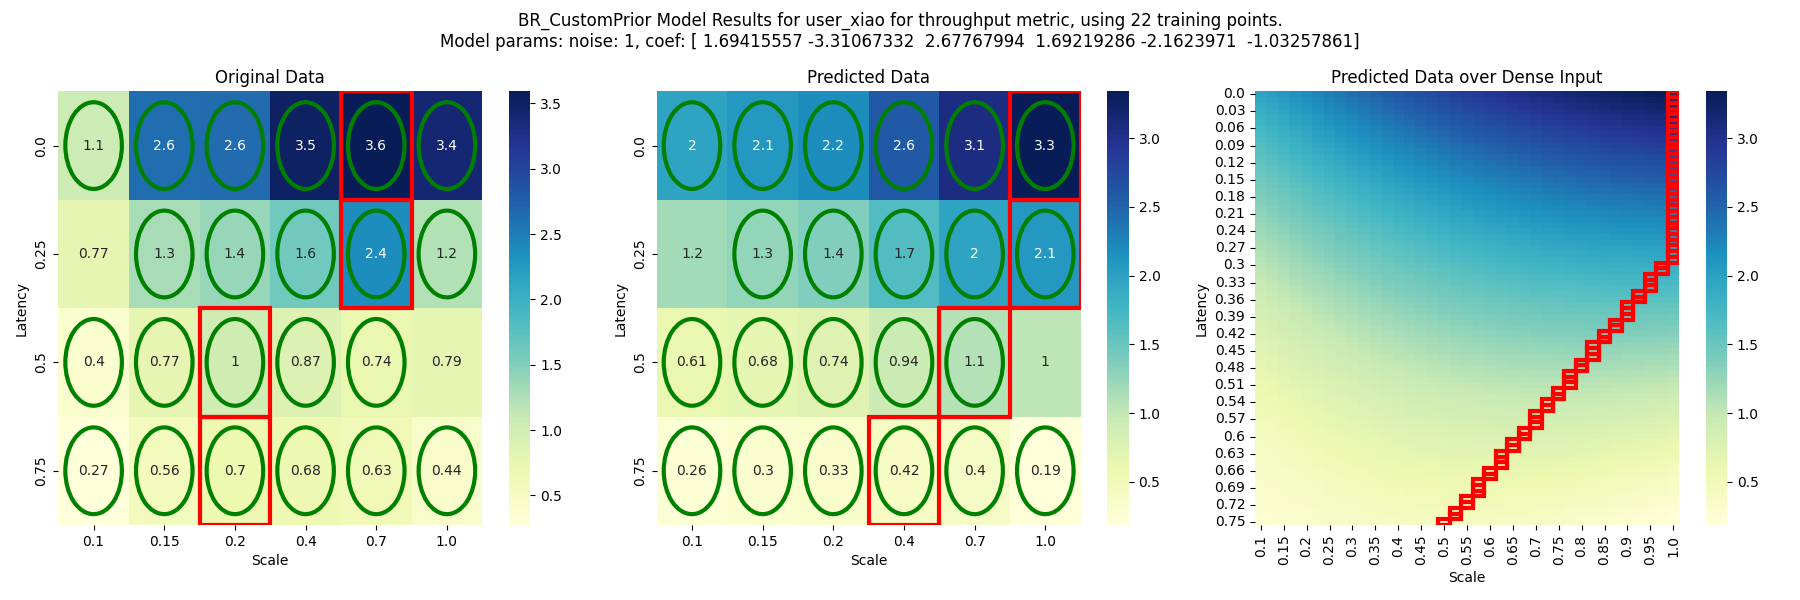 BR_CustomPrior Model Results for user_xiao for throughput metric, using 22 training points.
Model params: noise: 1, coef: [ 1.69415557 -3.31067332  2.67767994  1.69219286 -2.1623971  -1.03257861]
Original Data
Latency
0.0
0.25
0.5
0.75
1.1 2.6 2.6 3.5 3.6 3.4
0.77 1.3 1.4 1.6 2.4 1.2
0.4 0.77 1 0.87 0.74 0.79
0.27 0.56 0.7 0.68 0.63 0.44
0.1 0.15 0.2 0.4 0.7 1.0
Scale
3.5
3.0
2.5
2.0
1.5
1.0
0.5
Predicted Data
Latency
0.0
0.25
0.5
0.75
2 2.1 2.2 2.6 3.1 3.3
1.2 1.3 1.4 1.7 2 2.1
0.61 0.68 0.74 0.94 1.1 1
0.26 0.3 0.33 0.42 0.4 0.19
0.1 0.15 0.2 0.4 0.7 1.0
Scale
3.0
2.5
2.0
1.5
1.0
0.5
Predicted Data over Dense Input
Latency
0.0
0.03
0.06
0.09
0.12
0.15
0.18
0.21
0.24
0.27
0.3
0.33
0.36
0.39
0.42
0.45
0.48
0.51
0.54
0.57
0.6
0.63
0.66
0.69
0.72
0.75
0.1 0.15 0.2 0.25 0.3 0.35 0.4 0.45 0.5 0.55 0.6 0.65 0.7 0.75 0.8 0.85 0.9 0.95 1.0
Scale
3.0
2.5
2.0
1.5
1.0
0.5